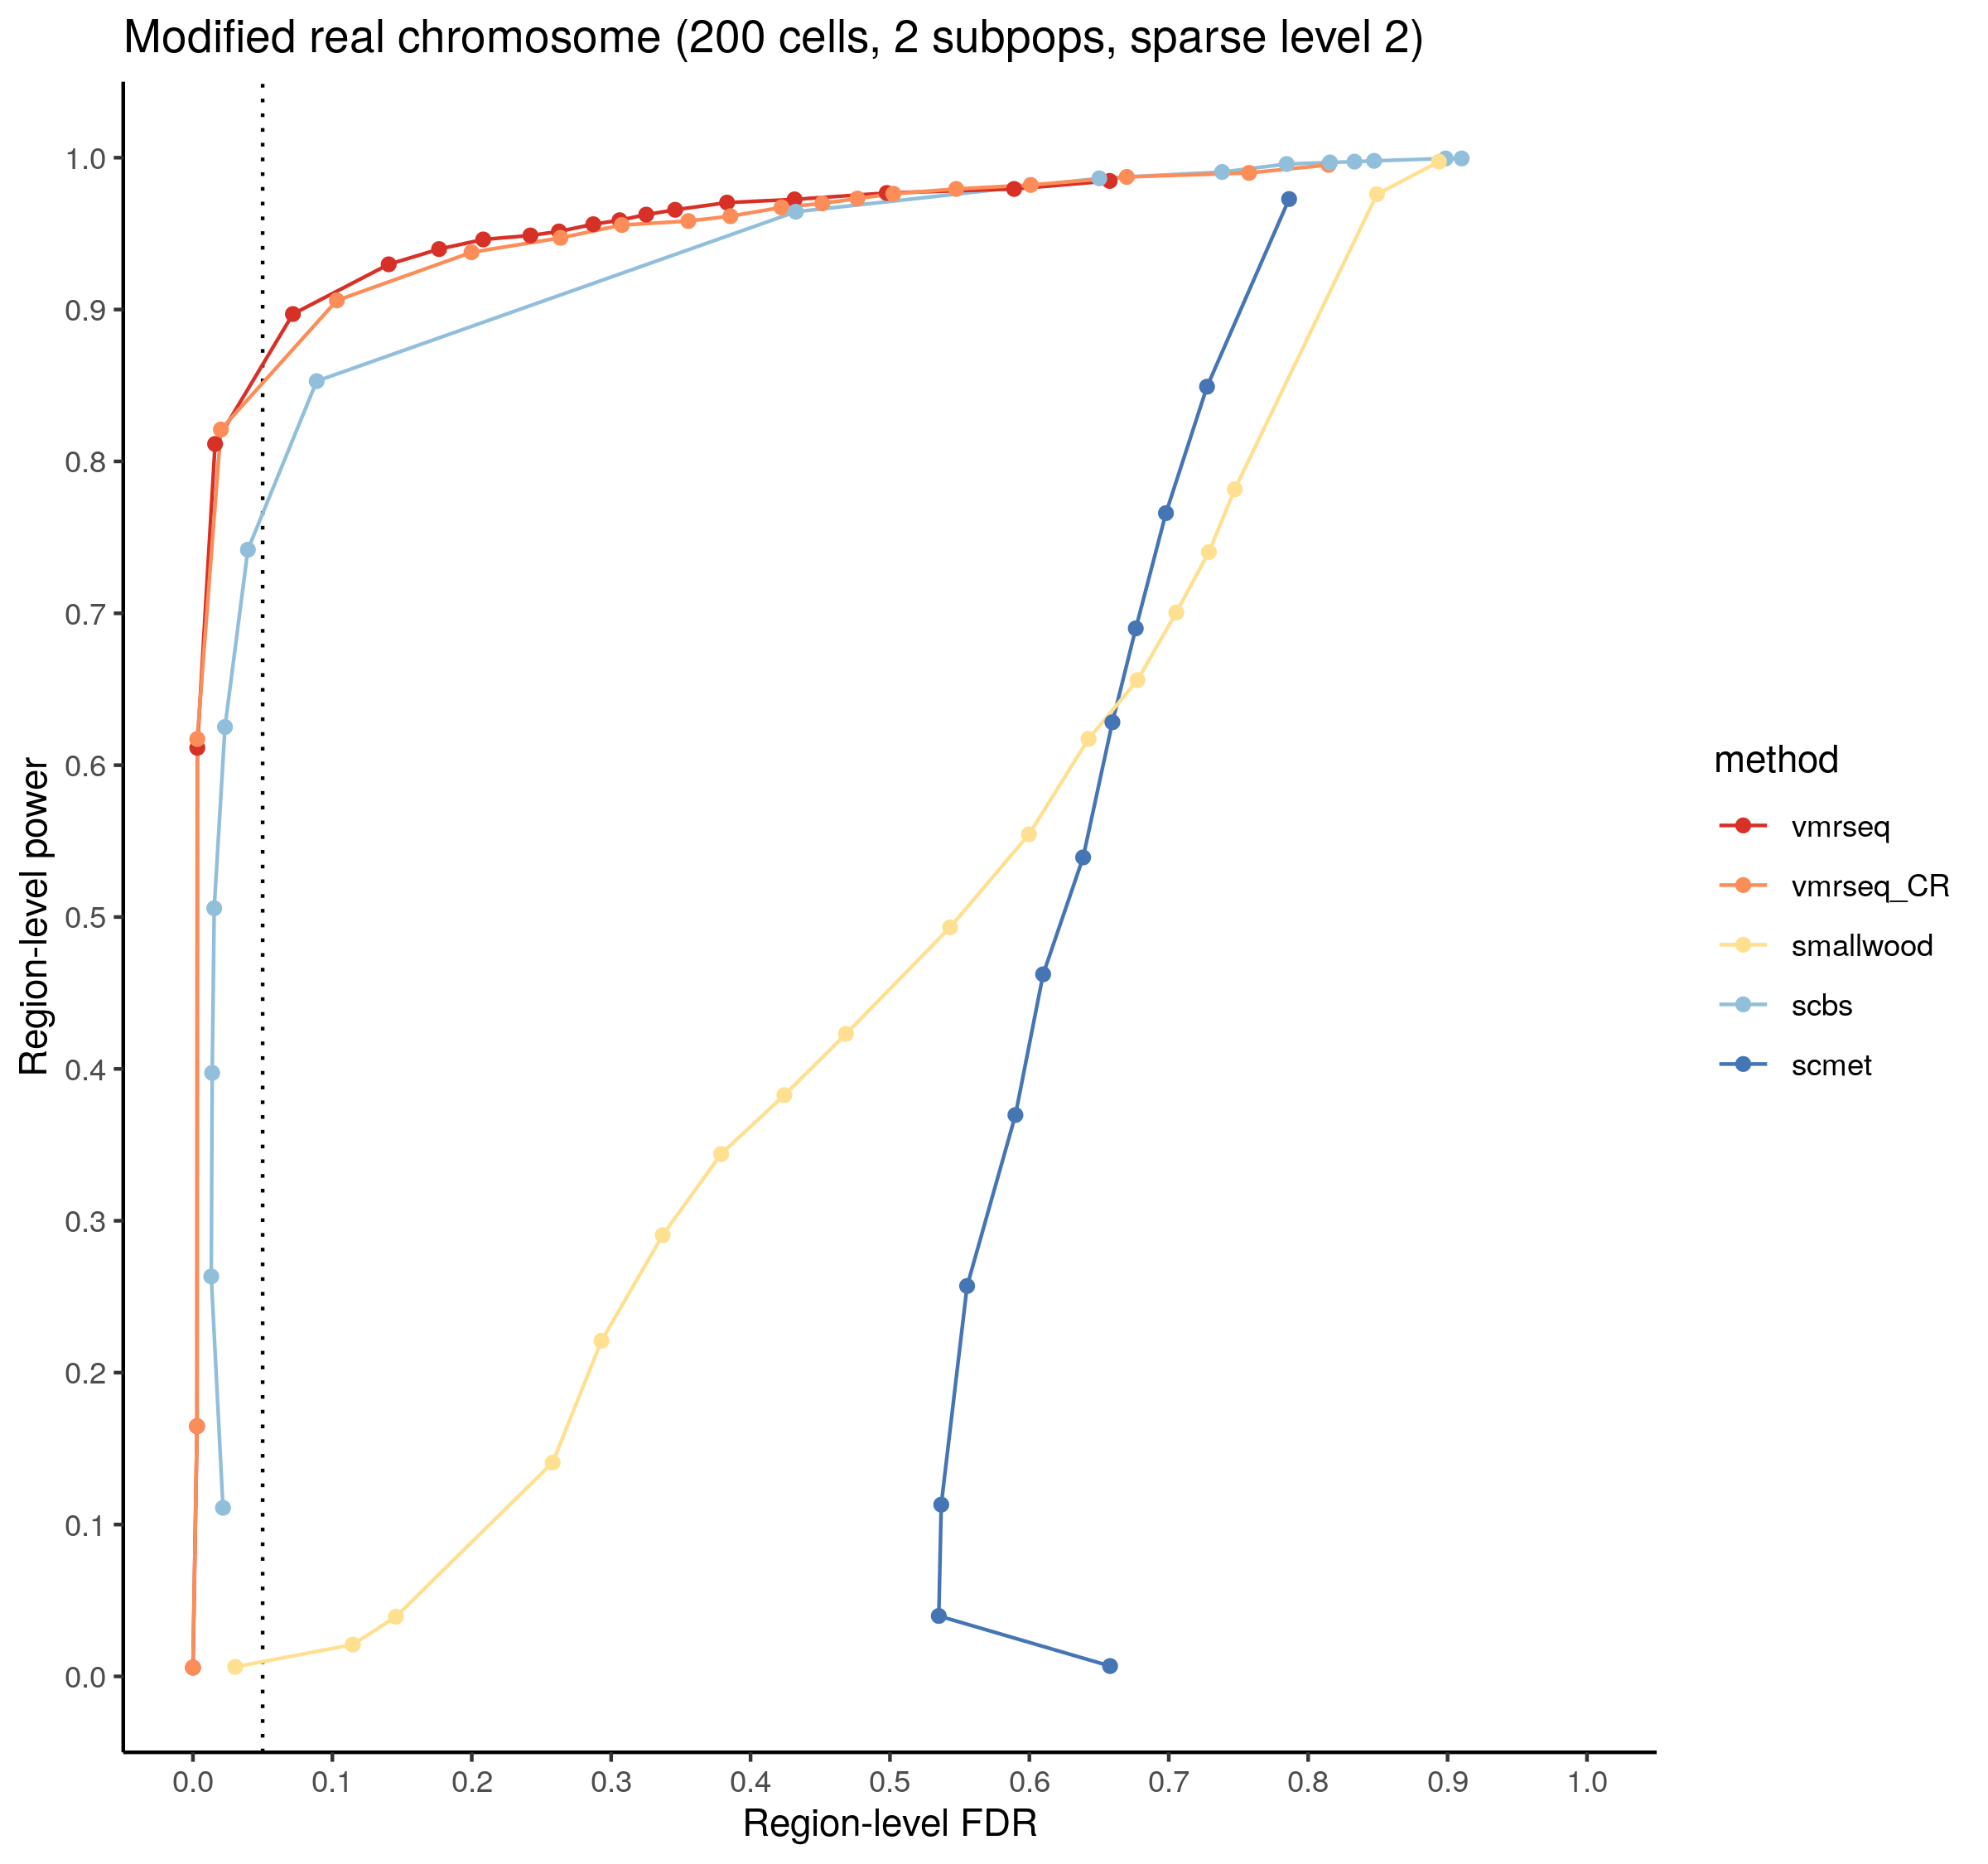 Modified real chromosome (200 cells, 2 subpops, sparse level 2)
Region-level power
1.0
0.9
0.8
0.7
0.6
0.5
0.4
0.3
0.2
0.1
0.0
0.0 0.1 0.2 0.3 0.4 0.5 0.6 0.7 0.8 0.9 1.0
Region-level FDR
method
vmrseq
vmrseq_CR
smallwood
scbs
scmet